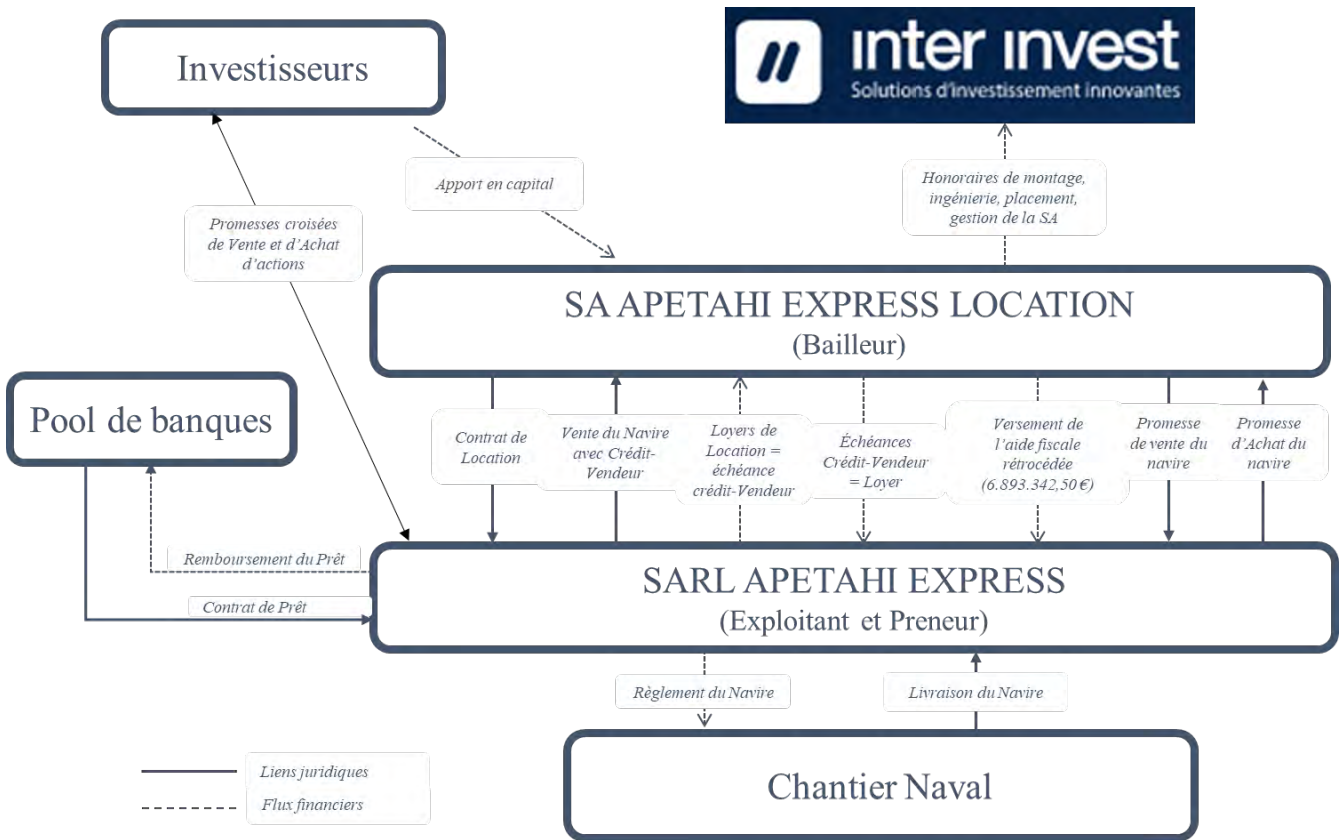 Investisseurs
inter invest
Solutions d'investissement innovantes
Apport en capital
Honoraires de montage,
ingénierie, placement,
gestion de la SA
Promesses croisées
de Vente et d'Achat
d'actions
SA APETAHI EXPRESS LOCATION
(Bailleur)
Pool de banques
Contrat de
Location
Vente du Navire
avec Crédit-
Vendeur
Loyers de
Location =
échéance
crédit-Vendeur
Échéances
Crédit-Vendeur
= Loyer
Versement de
l'aide fiscale
rétrocédée
(6.893.342,50 €)
Promesse
de vente du
navire
Promesse
d'Achat du
navire
Remboursement du Prêt
Contrat de Prêt
SARL APETAHI EXPRESS
(Exploitant et Preneur)
Règlement du Navire
Livraison du Navire
Liens juridiques
Flux financiers
Chantier Naval